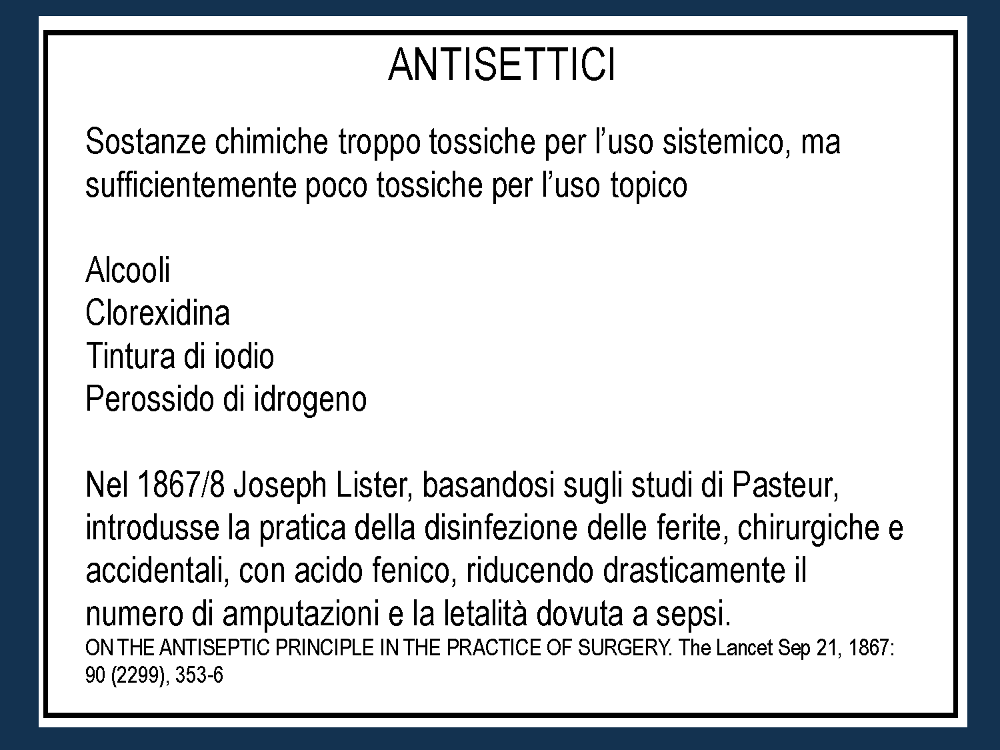 ANTISETTICI
Sostanze chimiche troppo tossiche per l’uso sistemico, ma
sufficientemente poco tossiche per l’uso topico
Alcooli
Clorexidina
Tintura di iodio
Perossido di idrogeno
Nel 1867/8 Joseph Lister, basandosi sugli studi di Pasteur,
introdusse la pratica della disinfezione delle ferite, chirurgiche e
accidentali, con acido fenico, riducendo drasticamente il
numero di amputazioni e la letalità dovuta a sepsi.
ON THE ANTISEPTIC PRINCIPLE IN THE PRACTICE OF SURGERY. The Lancet Sep 21, 1867:
90 (2299), 353-6